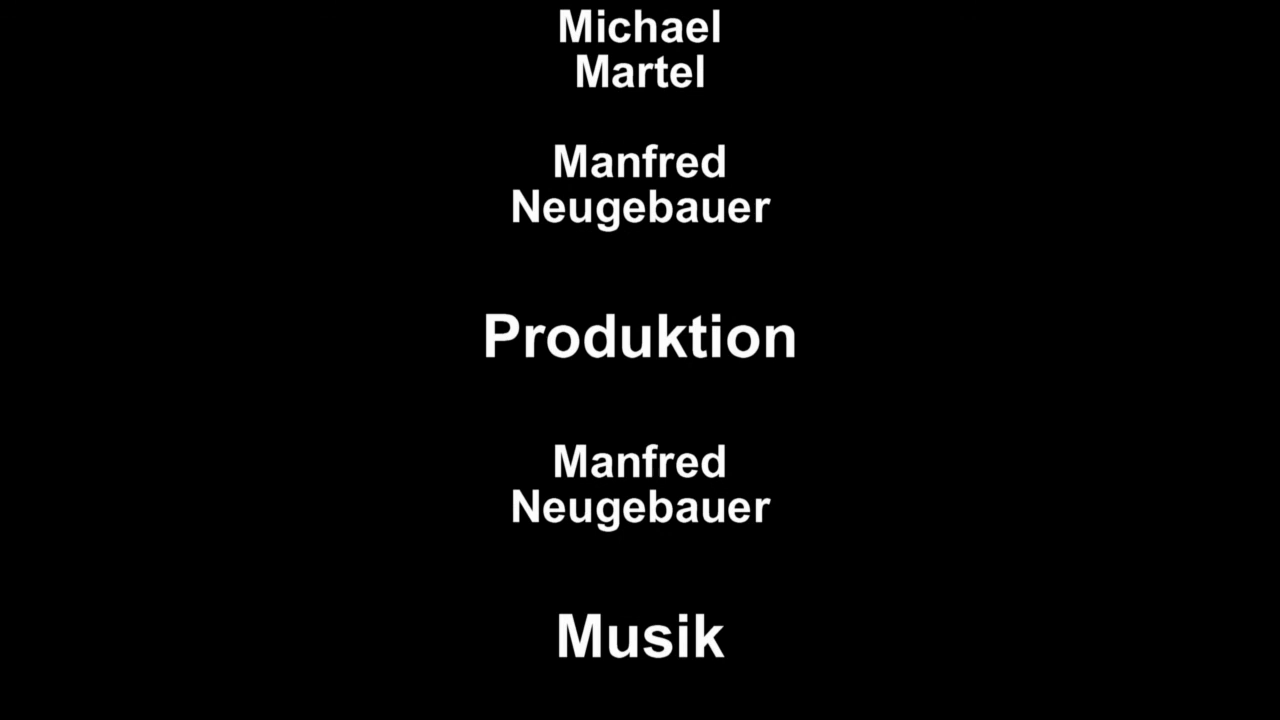 Michael
Martel
Manfred
Neugebauer
Produktion
Manfred
Neugebauer
Musik